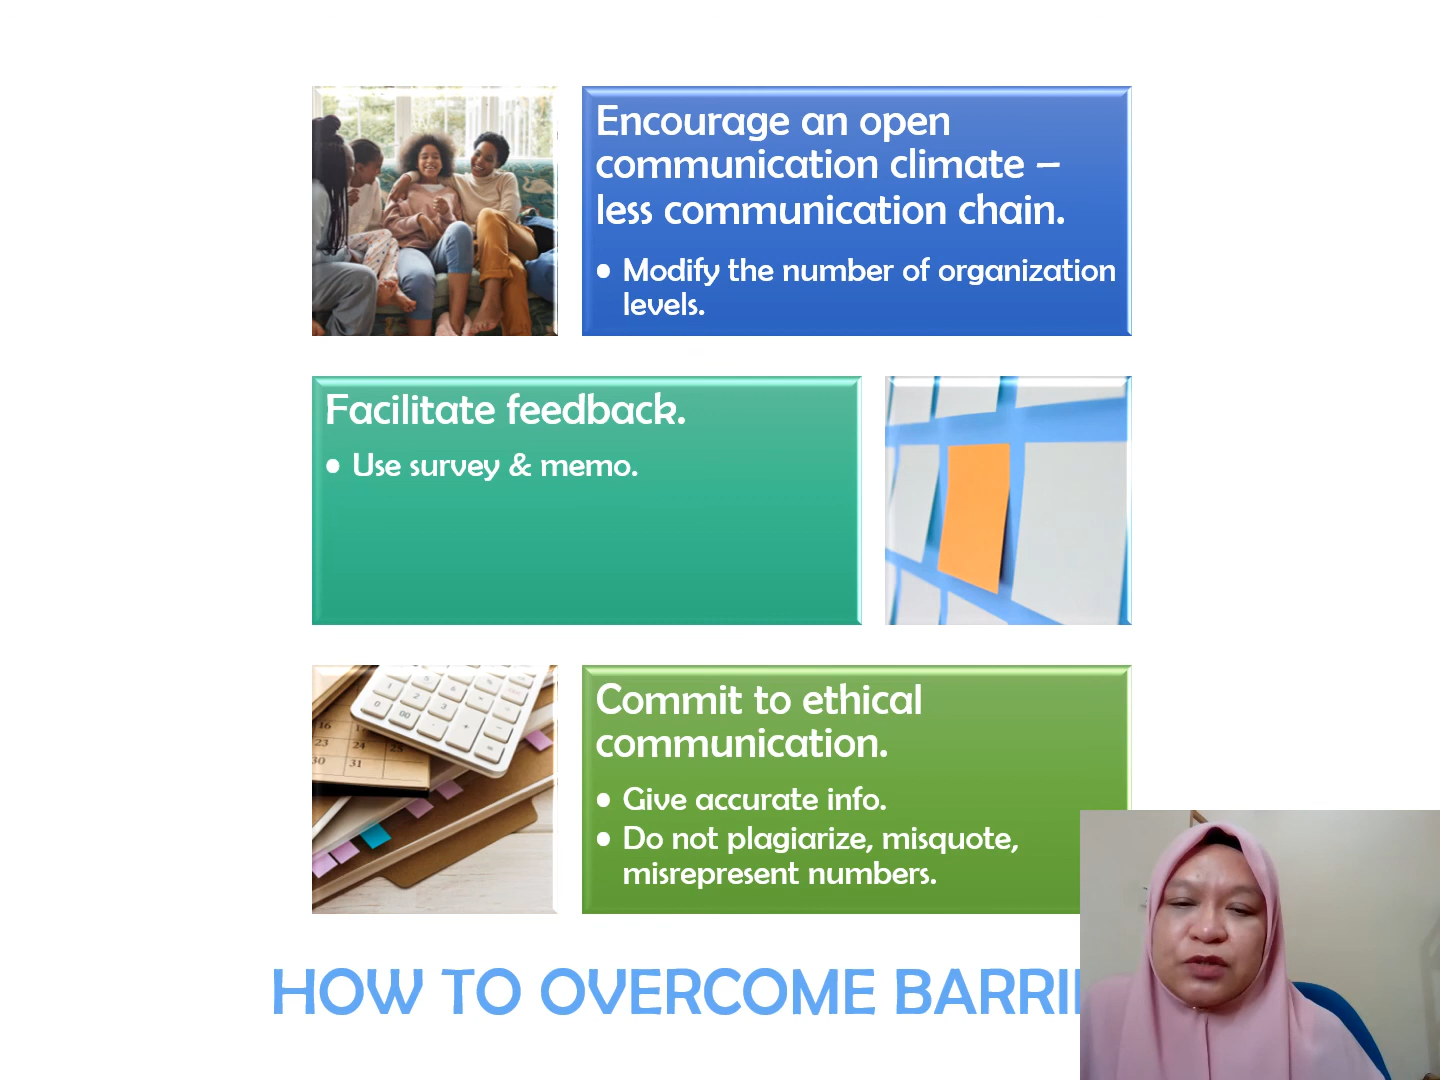 Encourage an open
communication climate –
less communication chain.
• Modify the number of organization
levels.
Facilitate feedback.
• Use survey & memo.
Commit to ethical
communication.
• Give accurate info.
• Do not plagiarize, misquote,
misrepresent numbers.
HOW TO OVERCOME